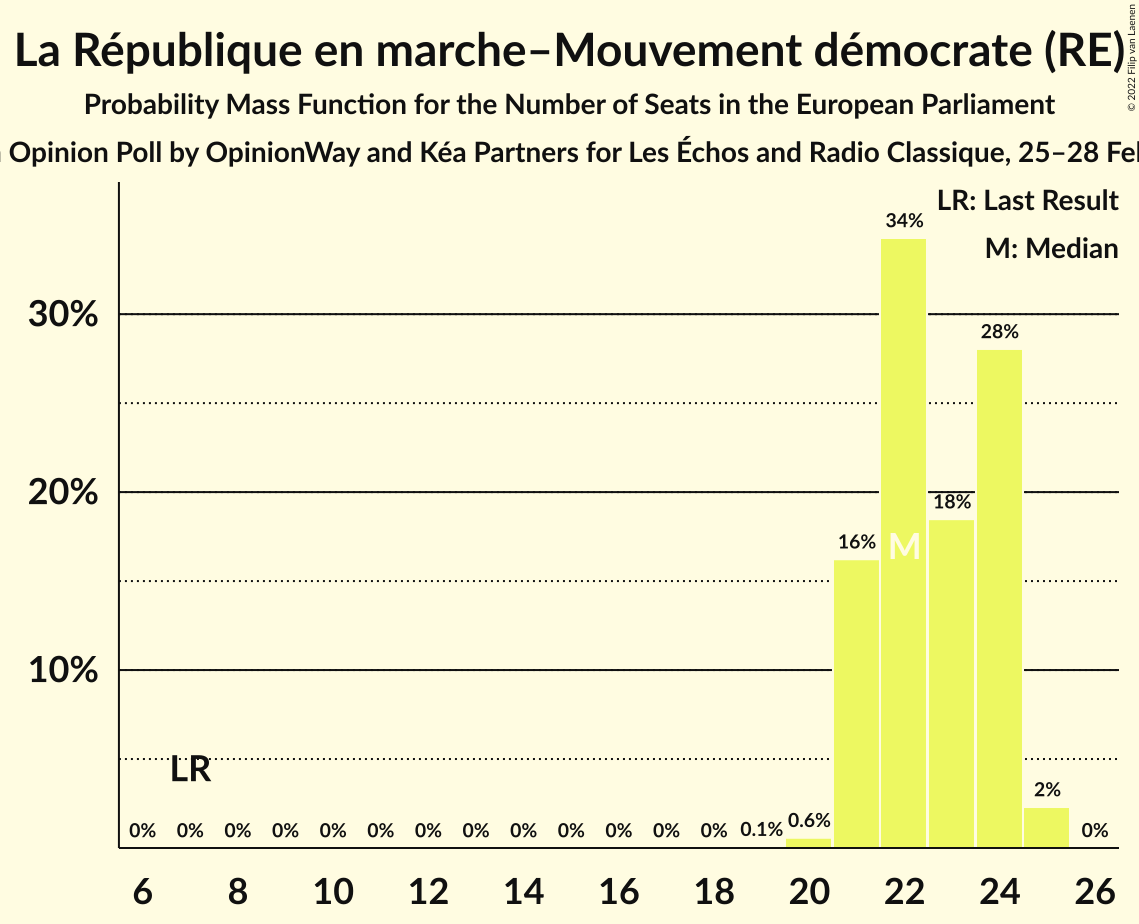 La République en marche–Mouvement démocrate (RE)
© 2022 Filip van Laenen
Probability Mass Function for the Number of Seats in the European Parliament
Opinion Poll by OpinionWay and Kéa Partners for Les Échos and Radio Classique, 25–28
LR: Last Result
M: Median
34%
30%
28%
20%
18%
16%
M
10%
LR
2%
0% 0% 0% 0% 0% 0% 0% 0% 0% 0% 0% 0% 0% 0.1% 0.6% 0%
6 8 10 12 14 16 18 20 22 24 26